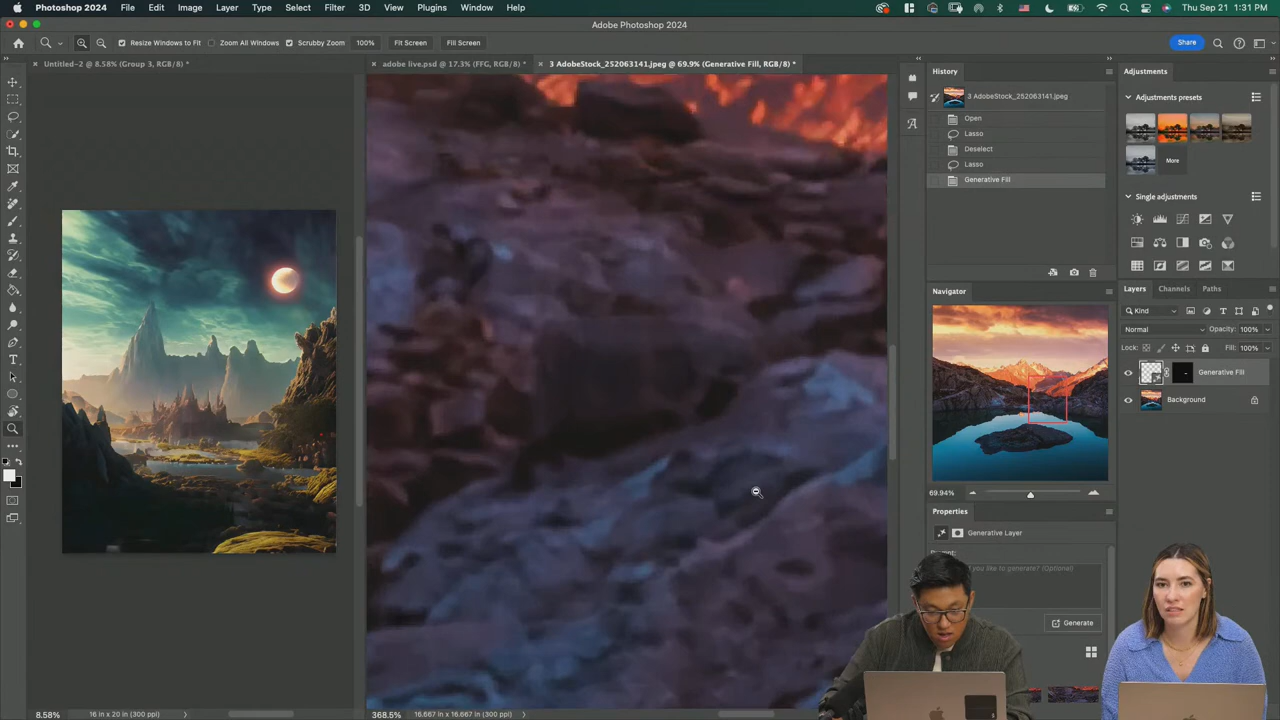 Photoshop 2024 File Edit Image Layer Type Select Filter 3D View Plugins Window Help Thu Sep 21 1:31 PM
Adobe Photoshop 2024
Resize Windows to Fit Zoom All Windows Scrubby Zoom 100% Fit Screen Fill Screen Share
Untitled-2 @ 8.58% (Group 3, RGB/8) * adobe live.psd @ 17.3% (FFG, RGB/8) * 3 AdobeStock_252063141.jpeg @ 69.9% (Generative Fill, RGB/8) *
History
3 AdobeStock_252063141.jpeg
Open
Lasso
Deselect
Lasso
Generative Fill
Adjustments
Adjustments presets
More
Single adjustments
Navigator
69.94%
Layers Channels Paths
Kind
Normal Opacity: 100%
Lock: Fill: 100%
Generative Fill
Background
Properties
Generative Layer
you like to generate? (Optional)
Generate
8.58% 16 in x 20 in (300 ppi)
368.5% 16.667 in x 16.667 in (300 ppi)